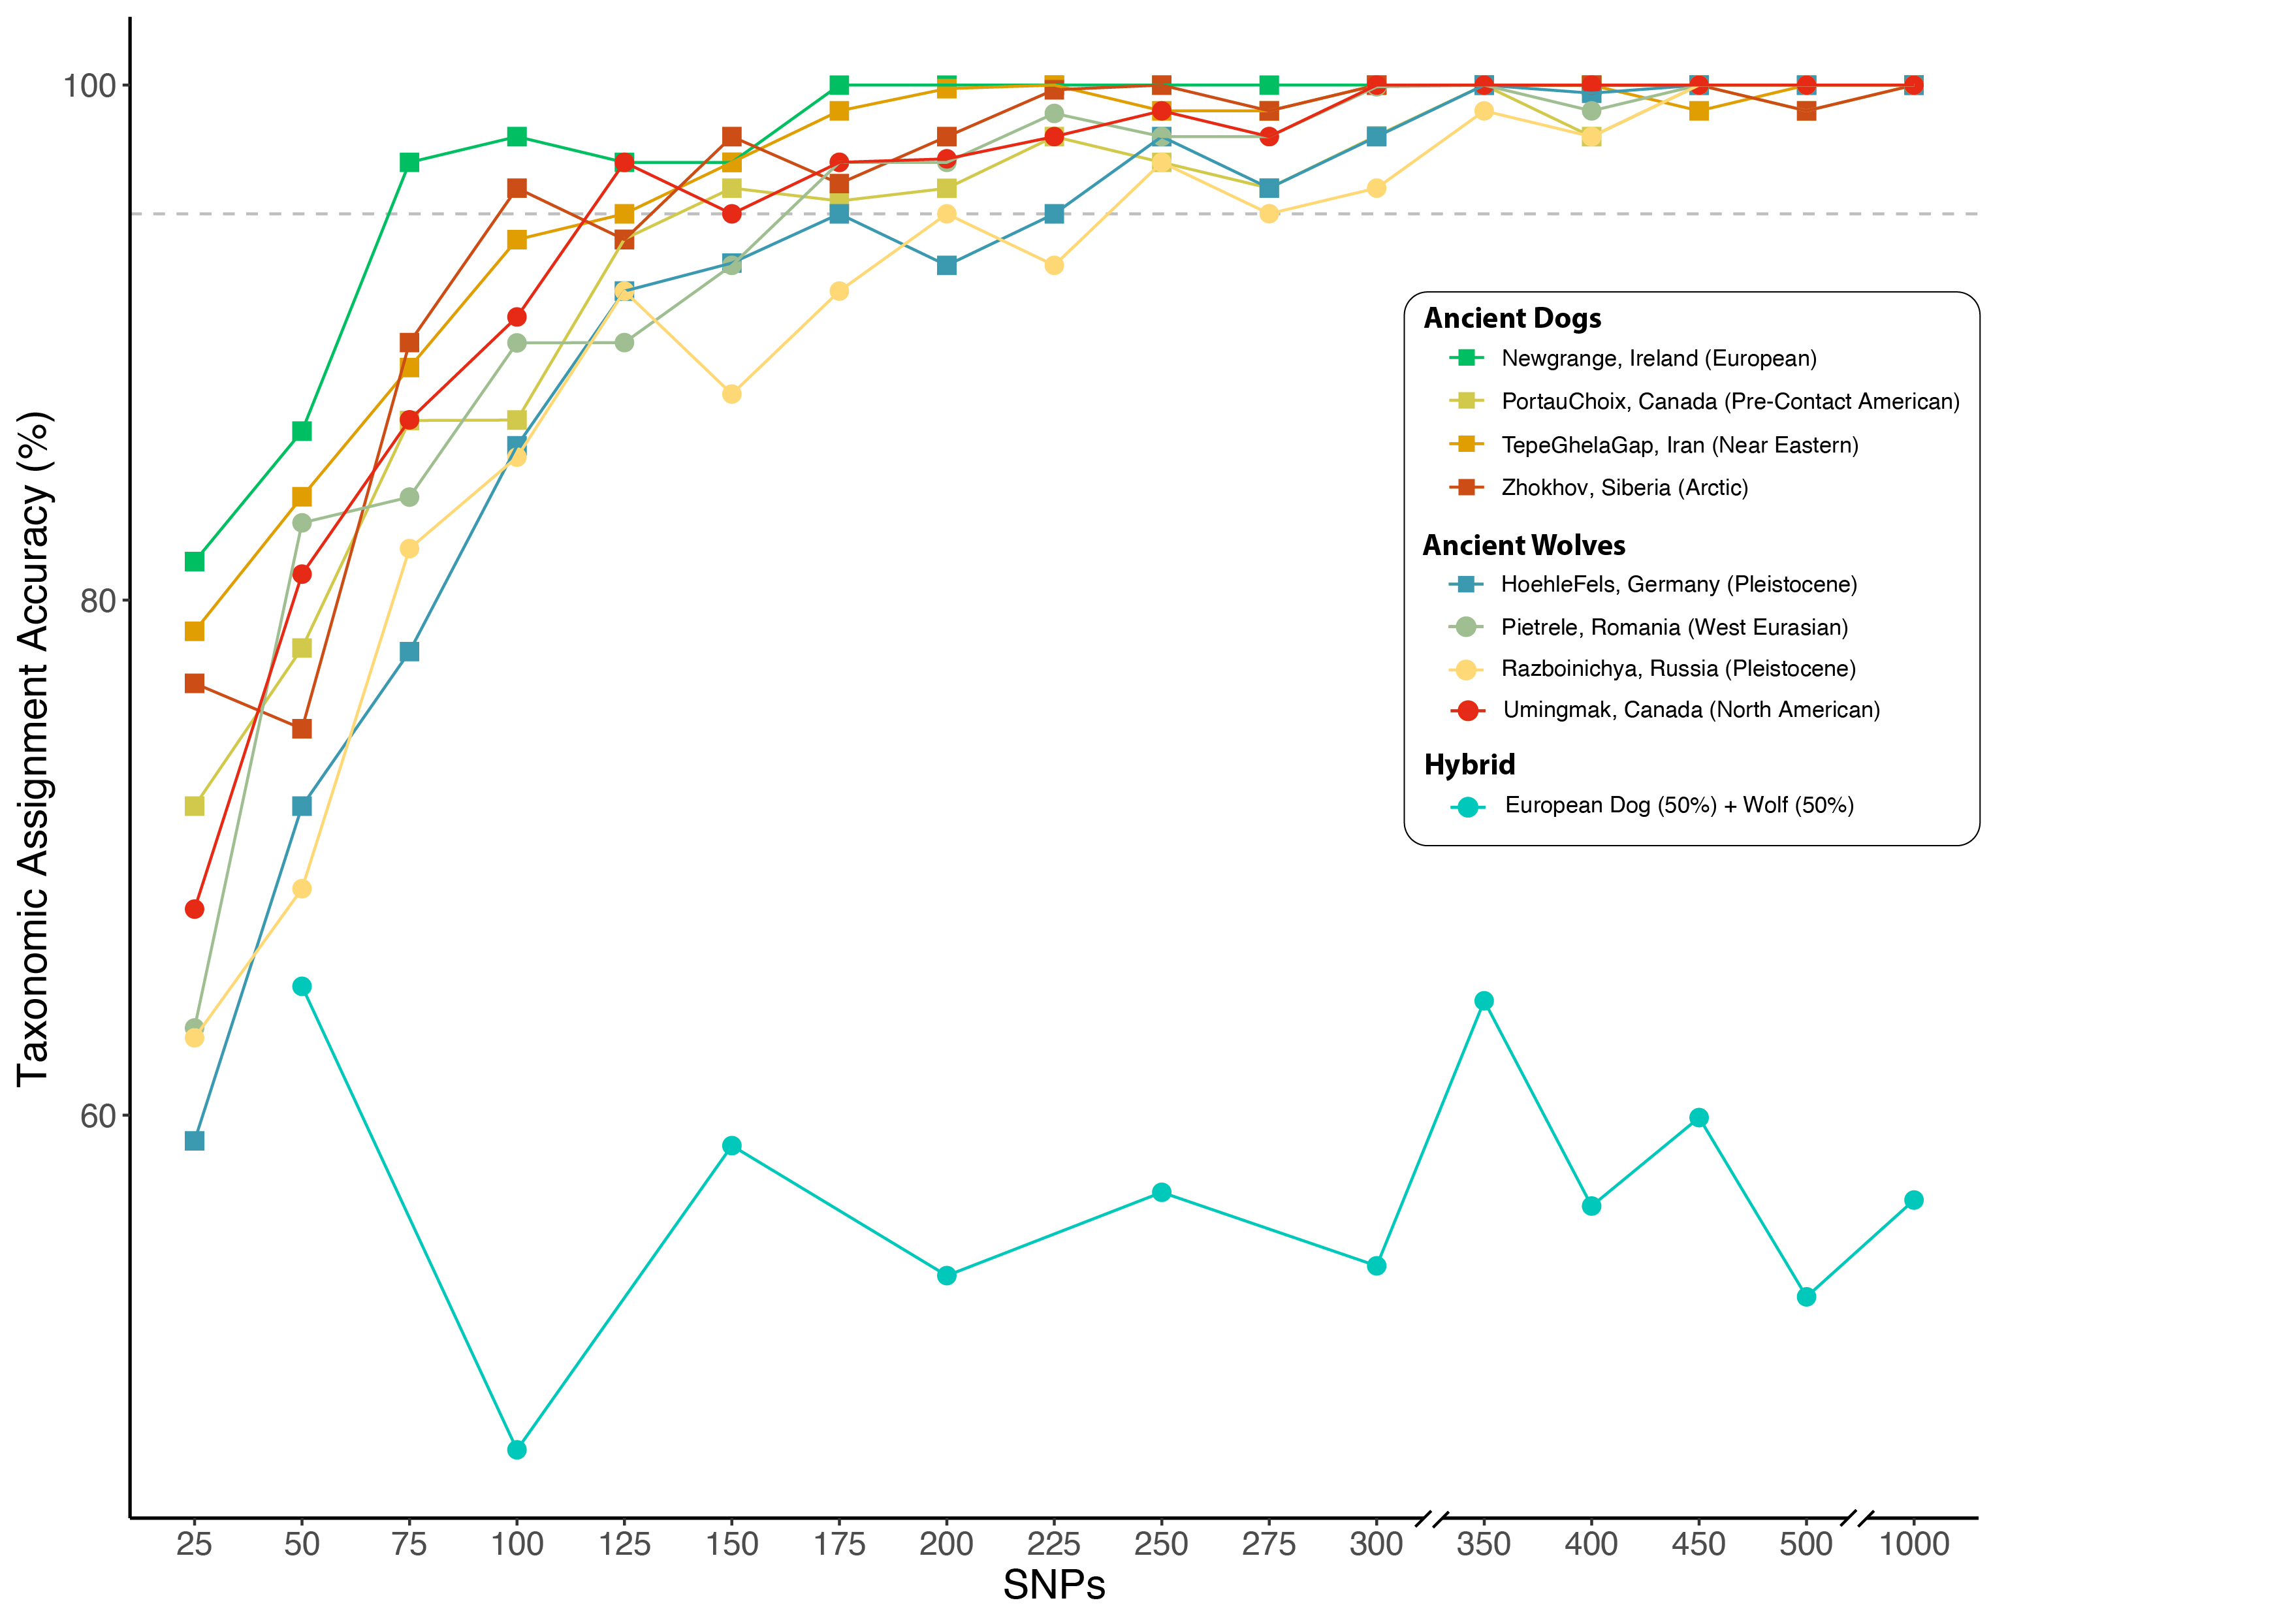 Taxonomic Assignment Accuracy (%)
100
80
60
Ancient Dogs
Newgrange, Ireland (European)
PortauChoix, Canada (Pre-Contact American)
TepeGhelaGap, Iran (Near Eastern)
Zhokhov, Siberia (Arctic)
Ancient Wolves
HoehleFels, Germany (Pleistocene)
Pietrele, Romania (West Eurasian)
Razboinichya, Russia (Pleistocene)
Umingmak, Canada (North American)
Hybrid
European Dog (50%) + Wolf (50%)
25 50 75 100 125 150 175 200 225 250 275 300 350 400 450 500 1000
SNPs